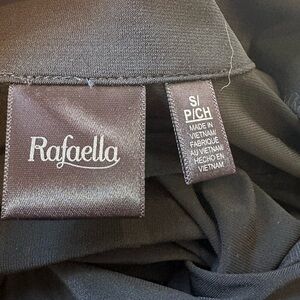 Rafaella
S/
P/CH
MADE IN
VIETNAM/
FABRIQUÉ
AU VIETNAM/
HECHO EN
VIETNAM